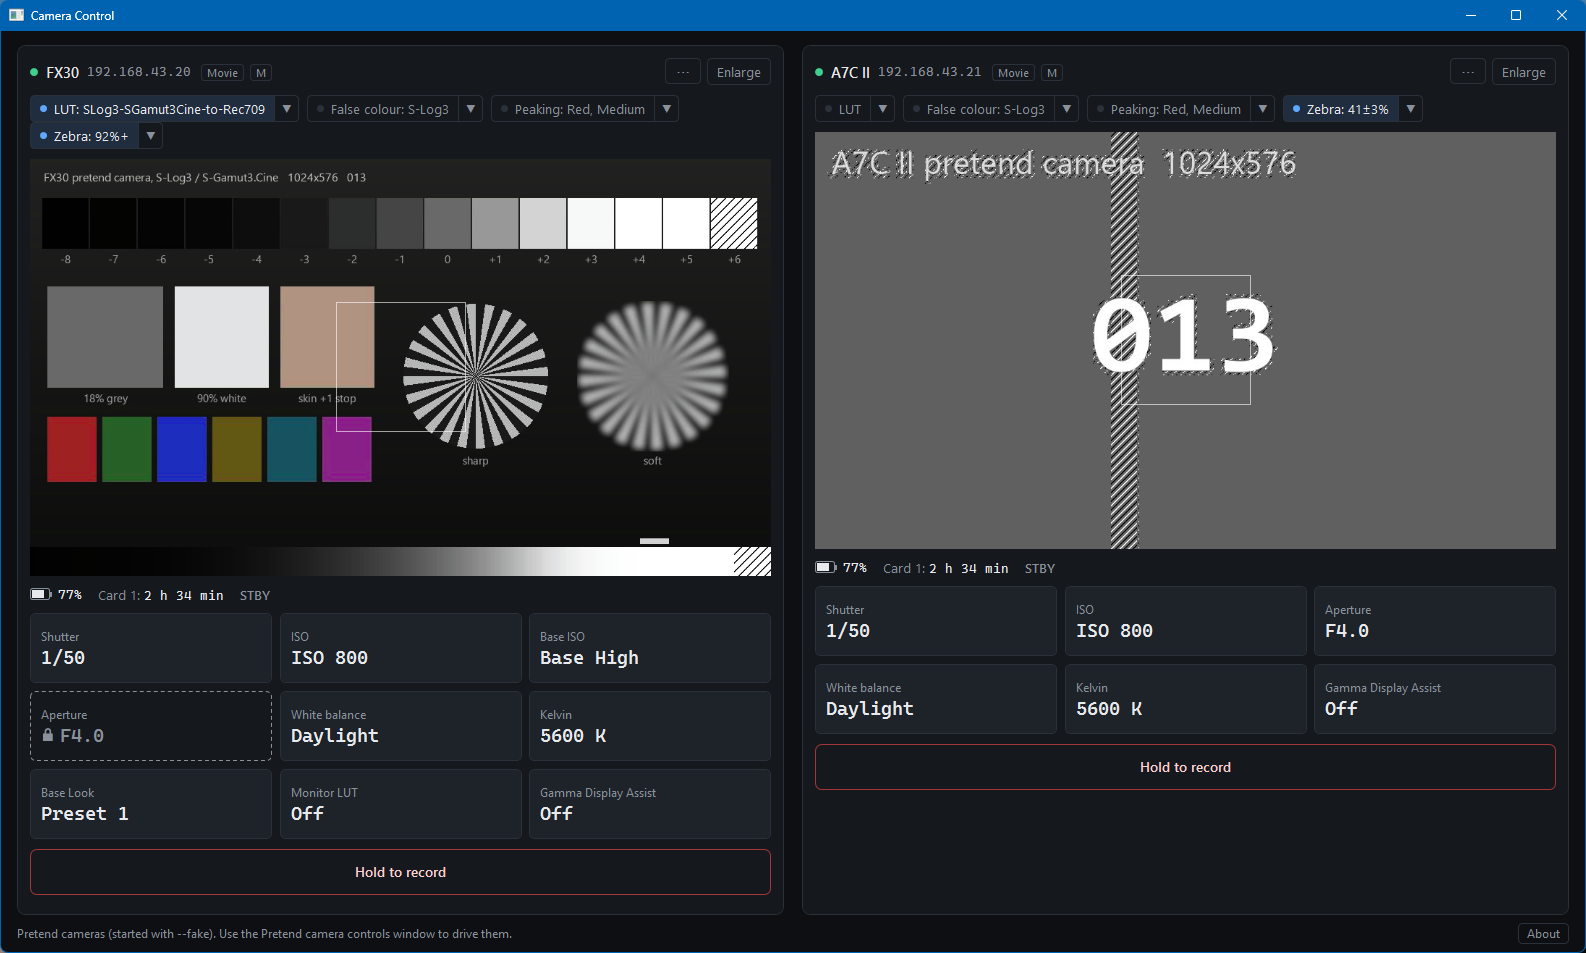 Camera Control
FX30 192.168.43.20 Movie M ... Enlarge
LUT: SLog3-SGamut3Cine-to-Rec709 False colour: S-Log3 Peaking: Red, Medium
Zebra: 92%+
FX30 pretend camera, S-Log3 / S-Gamut3.Cine 1024x576 013
-8 -7 -6 -5 -4 -3 -2 -1 0 +1 +2 +3 +4 +5 +6
18% grey 90% white skin +1 stop
sharp soft
77% Card 1: 2 h 34 min STBY
Shutter ISO Base ISO
1/50 ISO 800 Base High
Aperture White balance Kelvin
F4.0 Daylight 5600 K
Base Look Monitor LUT Gamma Display Assist
Preset 1 Off Off
Hold to record
A7C II 192.168.43.21 Movie M ... Enlarge
LUT False colour: S-Log3 Peaking: Red, Medium Zebra: 41±3%
A7C II pretend camera 1024x576
013
77% Card 1: 2 h 34 min STBY
Shutter ISO Aperture
1/50 ISO 800 F4.0
White balance Kelvin Gamma Display Assist
Daylight 5600 K Off
Hold to record
Pretend cameras (started with --fake). Use the Pretend camera controls window to drive them. About